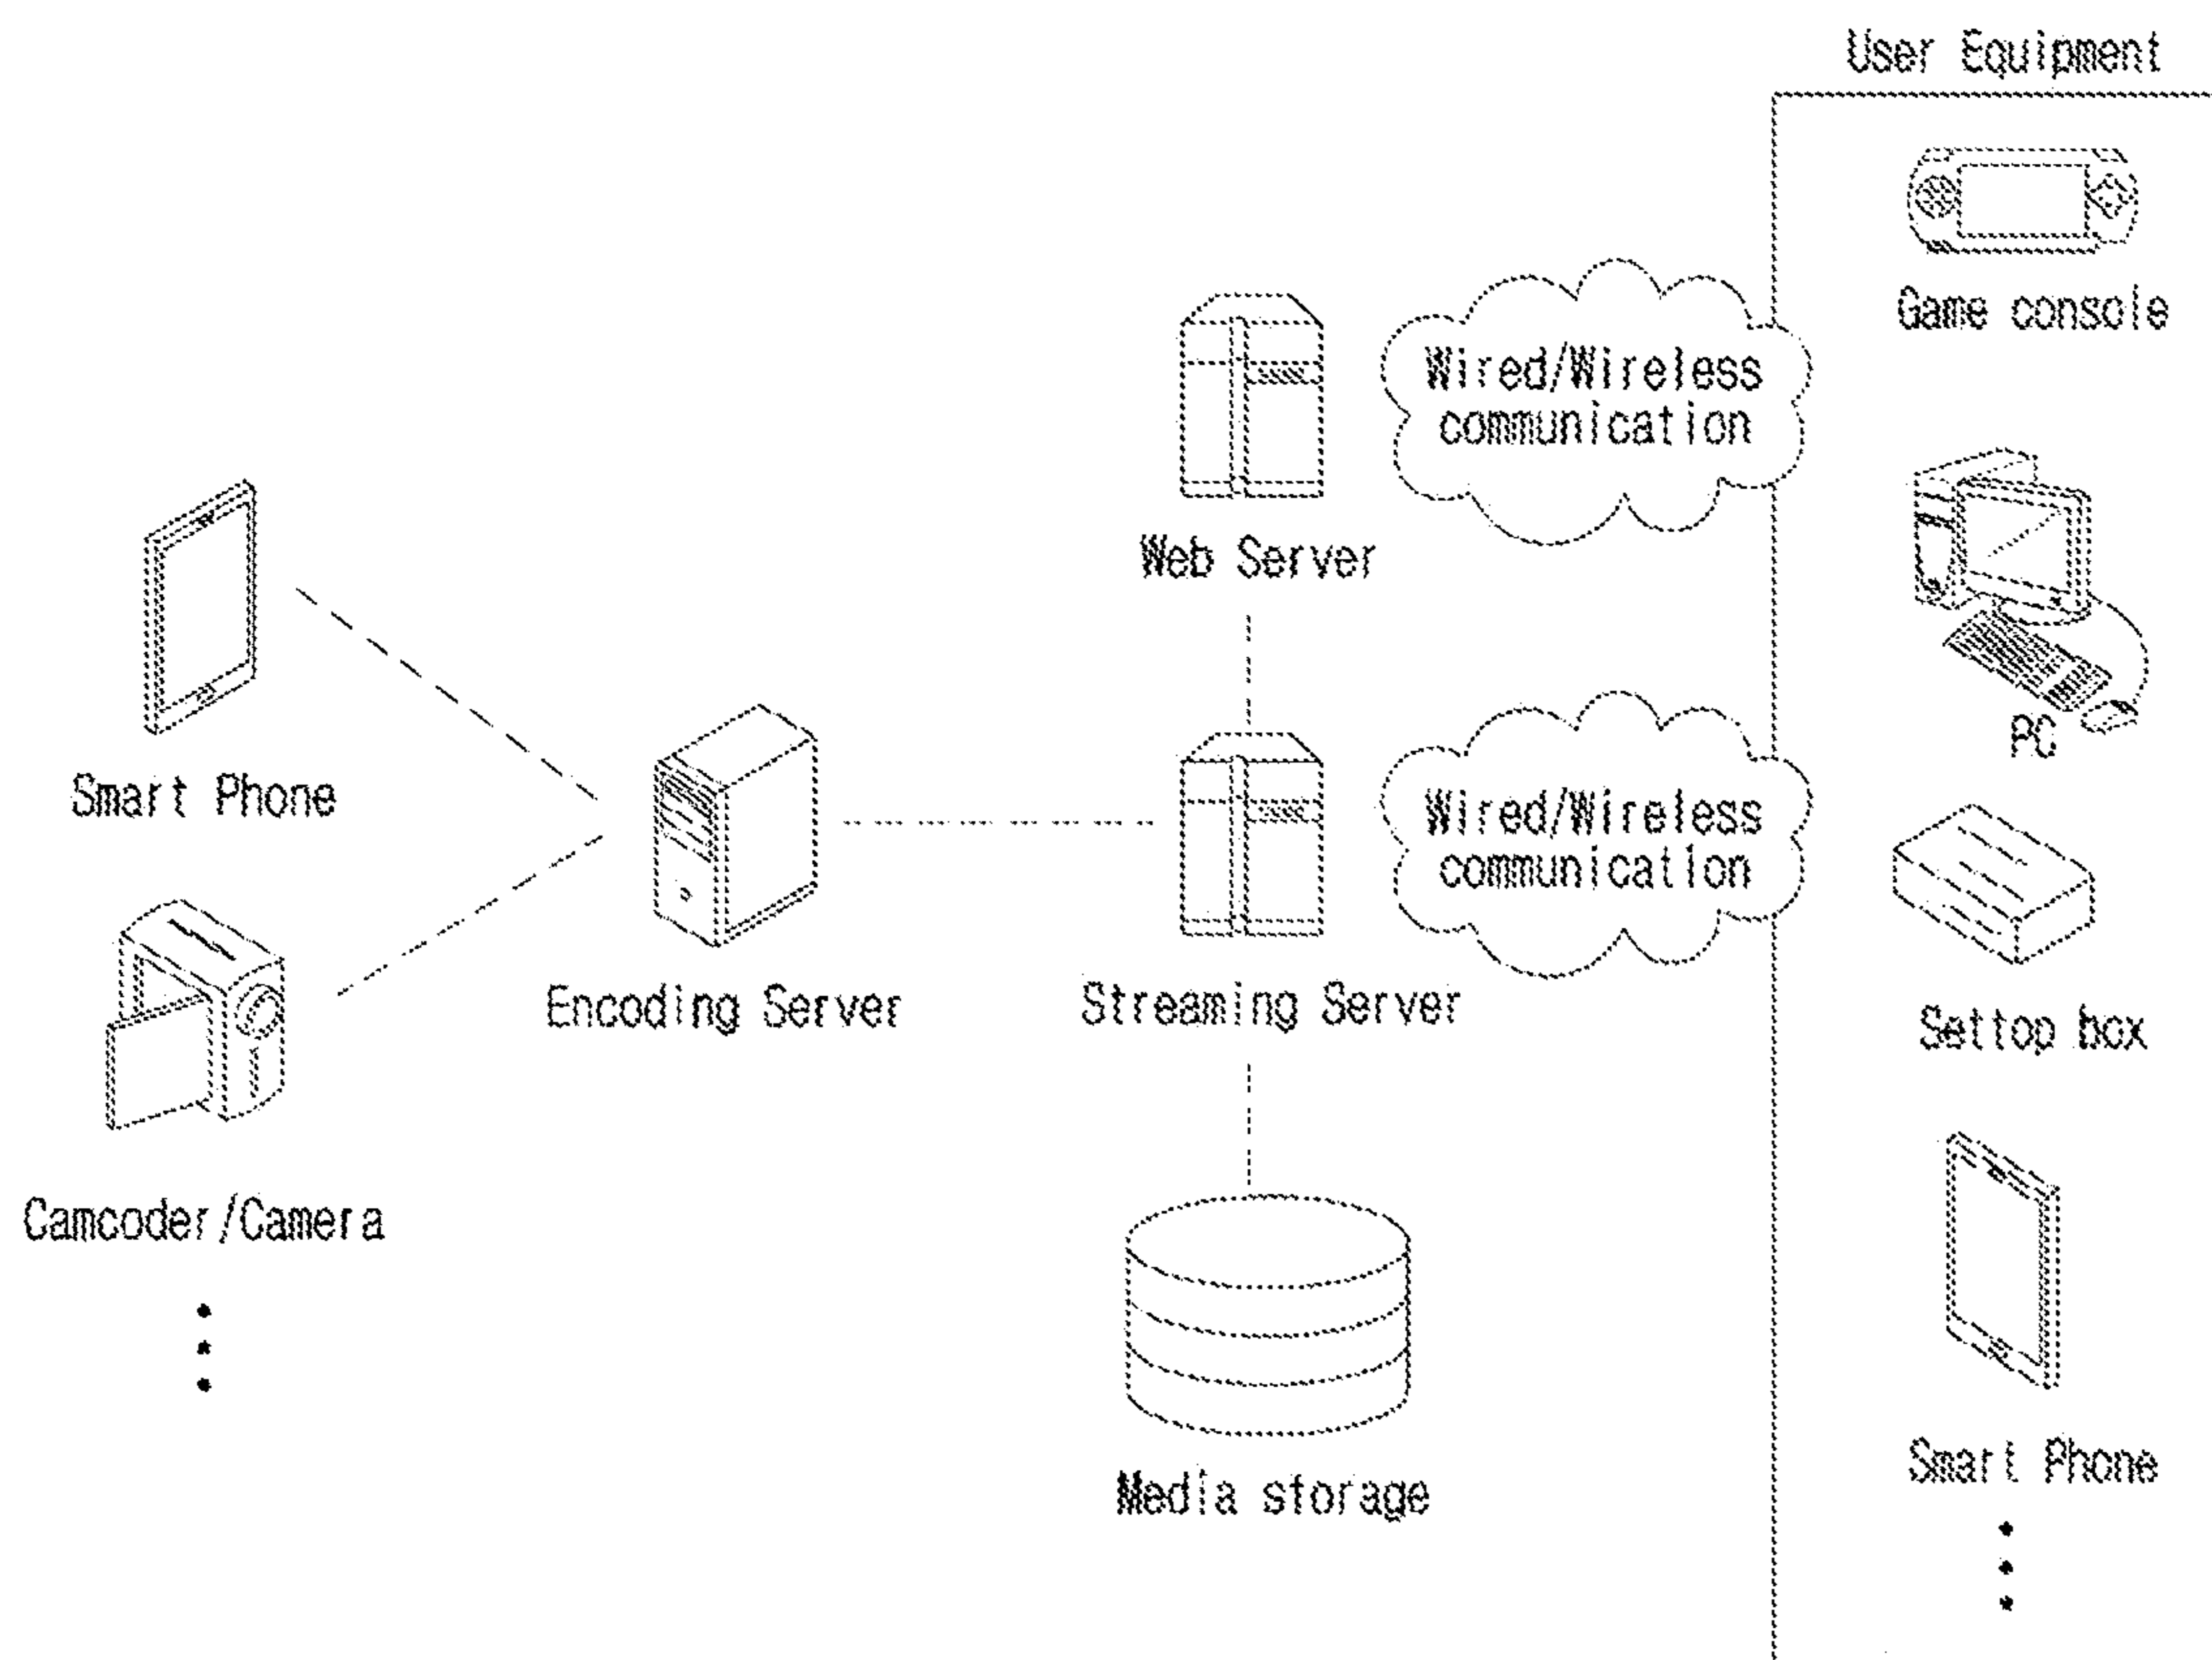 User Equipment
Game console
Wired/Wireless
communication
Web Server
PC
Smart Phone
Wired/Wireless
communication
Encoding Server
Streaming Server
Settop box
Camcoder/Camera
Smart Phone
Media storage